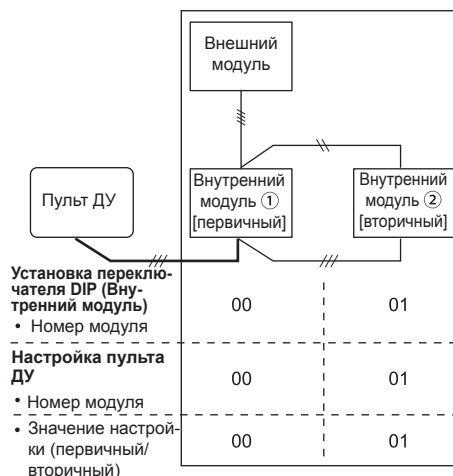 Внешний
модуль
Пульт ДУ
Внутренний
модуль ①
[первичный]
Внутренний
модуль ②
[вторичный]
Установка переклю-
чателя DIP (Вну-
тренний модуль)
• Номер модуля
00
01
Настройка пульта
ДУ
• Номер модуля
00
01
• Значение настрой-
ки (первичный/
вторичный)
00
01